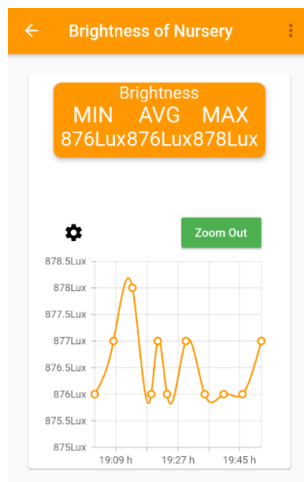 Brightness of Nursery
Brightness
MIN AVG MAX
876Lux876Lux878Lux
Zoom Out
878.5Lux
878Lux
877.5Lux
877Lux
876.5Lux
876Lux
875.5Lux
875Lux
19:09 h 19:27 h 19:45 h